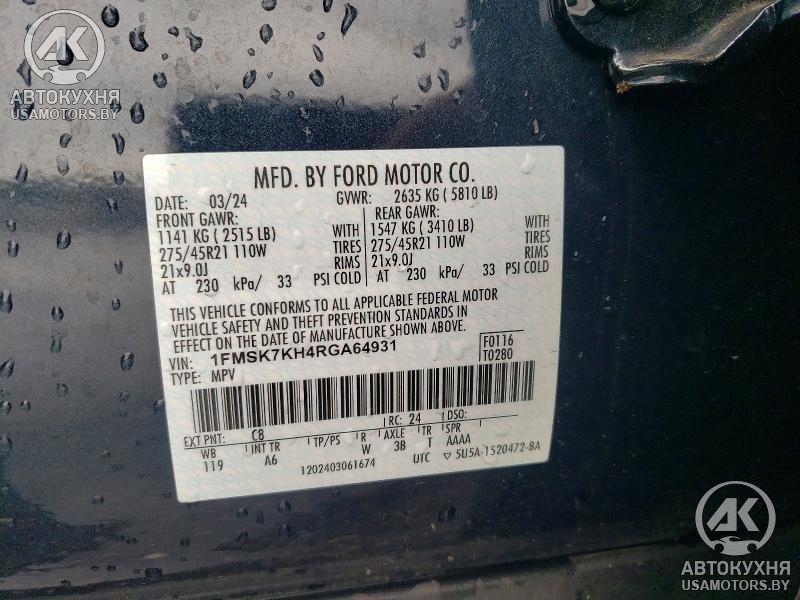 AK
АВТОКУХНЯ
USAMOTORS.BY
MFD. BY FORD MOTOR CO.
DATE: 03/24 GVWR: 2635 KG ( 5810 LB)
FRONT GAWR: REAR GAWR:
1141 KG ( 2515 LB) WITH 1547 KG ( 3410 LB) WITH
275/45R21 110W TIRES 275/45R21 110W TIRES
21x9.0J RIMS 21x9.0J RIMS
AT 230 kPa/ 33 PSI COLD AT 230 kPa/ 33 PSI COLD
THIS VEHICLE CONFORMS TO ALL APPLICABLE FEDERAL MOTOR
VEHICLE SAFETY AND THEFT PREVENTION STANDARDS IN
EFFECT ON THE DATE OF MANUFACTURE SHOWN ABOVE.
VIN: 1FMSK7KH4RGA64931 F0116
TYPE: MPV T0280
EXT PNT: C8 RC: 24 DSO:
WB INT TR TP/PS R AXLE TR SPR
119 A6 W 3B T AAAA
1202403061674 UTC ▽ 5U5A-1520472-BA
AK
АВТОКУХНЯ
USAMOTORS.BY